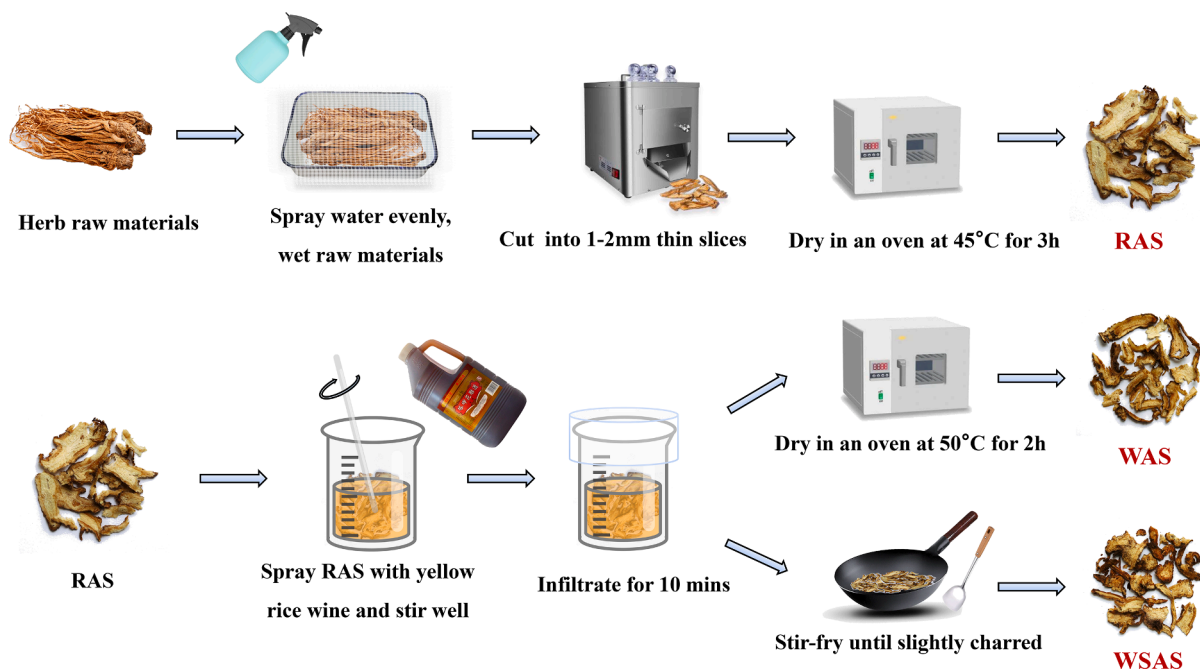 Herb raw materials
Spray water evenly,
wet raw materials
Cut into 1-2mm thin slices
Dry in an oven at 45°C for 3h
RAS
RAS
Spray RAS with yellow
rice wine and stir well
Infiltrate for 10 mins
Dry in an oven at 50°C for 2h
WAS
Stir-fry until slightly charred
WSAS